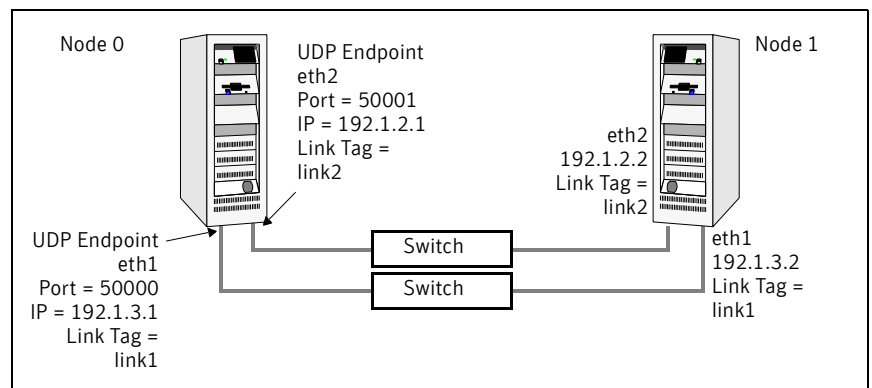 Node 0
UDP Endpoint
eth2
Port = 50001
IP = 192.1.2.1
Link Tag =
link2
Node 1
eth2
192.1.2.2
Link Tag =
link2
UDP Endpoint
eth1
Port = 50000
IP = 192.1.3.1
Link Tag =
link1
Switch
Switch
eth1
192.1.3.2
Link Tag =
link1